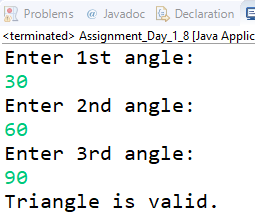 Problems @ Javadoc Declaration
<terminated> Assignment_Day_1_8 [Java Applic
Enter 1st angle:
30
Enter 2nd angle:
60
Enter 3rd angle:
90
Triangle is valid.